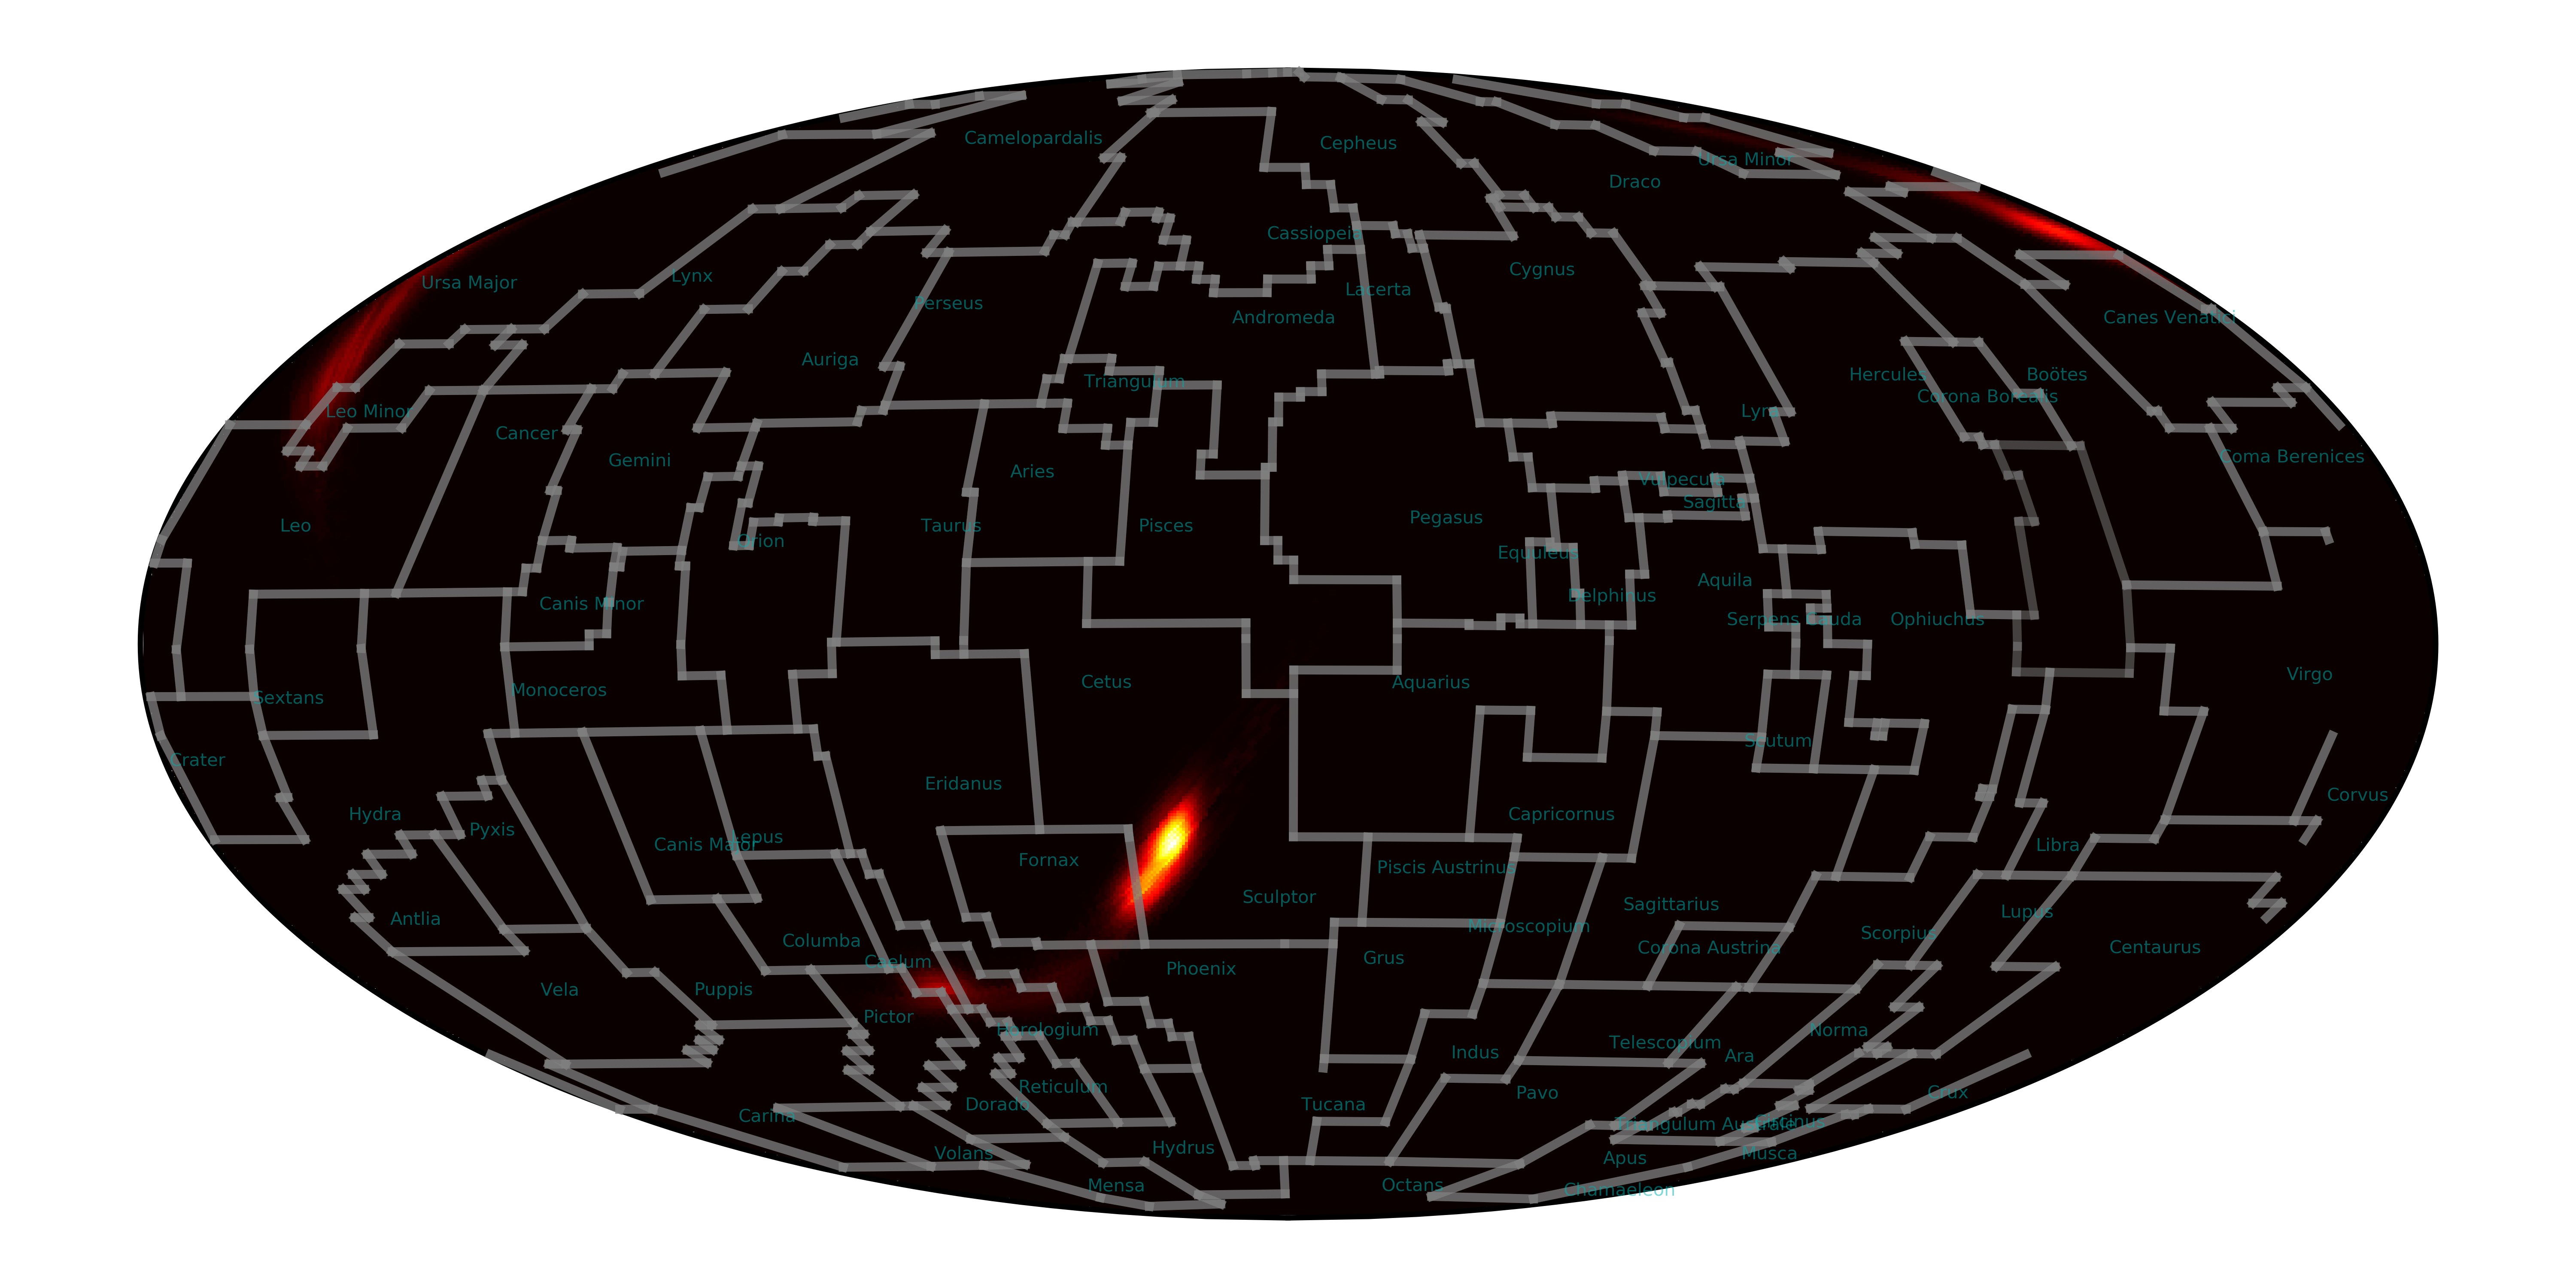 Camelopardalis
Cepheus
Ursa Minor
Draco
Cassiopeia
Cygnus
Lynx
Ursa Major
Lacerta
Perseus
Andromeda
Canes Venatici
Auriga
Hercules
Boötes
Triangulum
Corona Borealis
Leo Minor
Lyra
Cancer
Coma Berenices
Gemini
Aries
Vulpecula
Sagitta
Pegasus
Leo
Taurus
Pisces
Orion
Equuleus
Aquila
Delphinus
Canis Minor
Serpens Cauda
Ophiuchus
Virgo
Cetus
Aquarius
Monoceros
Sextans
Scutum
Crater
Eridanus
Corvus
Hydra
Capricornus
Pyxis
Lepus
Canis Major
Libra
Fornax
Piscis Austrinus
Sculptor
Sagittarius
Lupus
Antlia
Microscopium
Scorpius
Columba
Corona Austrina
Centaurus
Grus
Caelum
Phoenix
Vela
Puppis
Pictor
Horologium
Norma
Telescopium
Indus
Ara
Reticulum
Pavo
Crux
Dorado
Tucana
Carina
Circinus
Triangulum Australe
Hydrus
Volans
Musca
Apus
Mensa
Octans
Chamaeleon